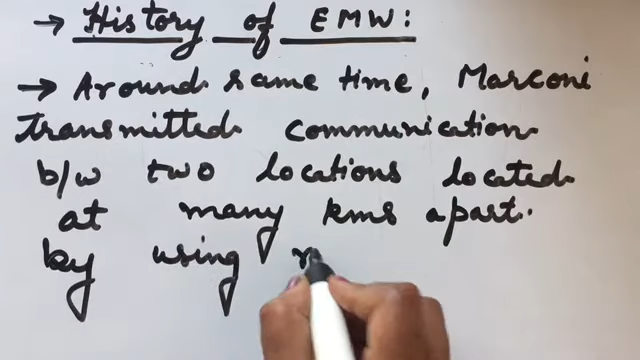 → History of EMW:
→ Around same time, Marconi
transmitted communication
b/w two locations located
at many kms apart.
by using